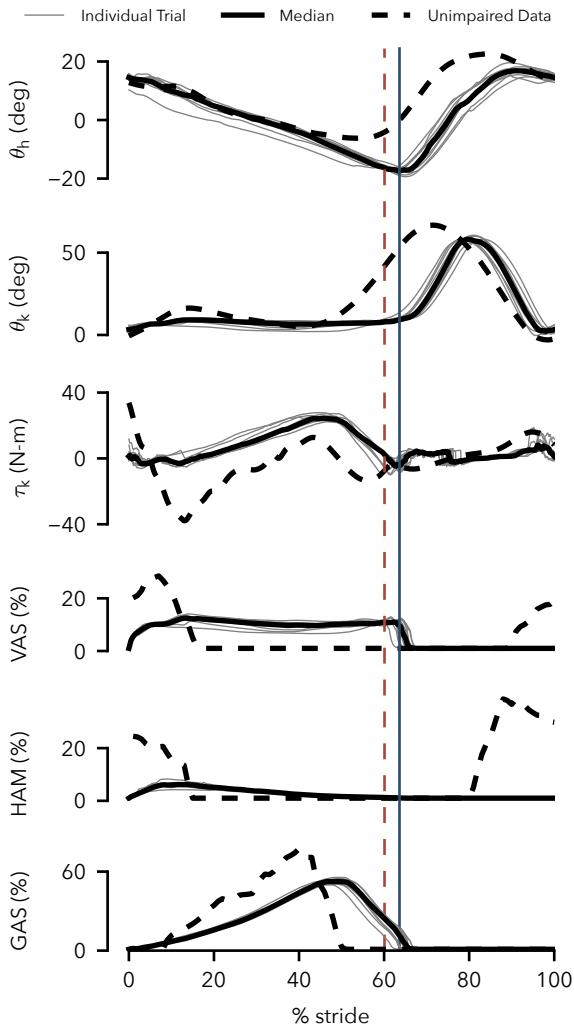 Individual Trial Median Unimpaired Data
θh (deg)
20
0
−20
θk (deg)
50
0
τk (N-m)
40
0
−40
VAS (%)
20
0
HAM (%)
20
0
GAS (%)
60
0
0 20 40 60 80 100
% stride